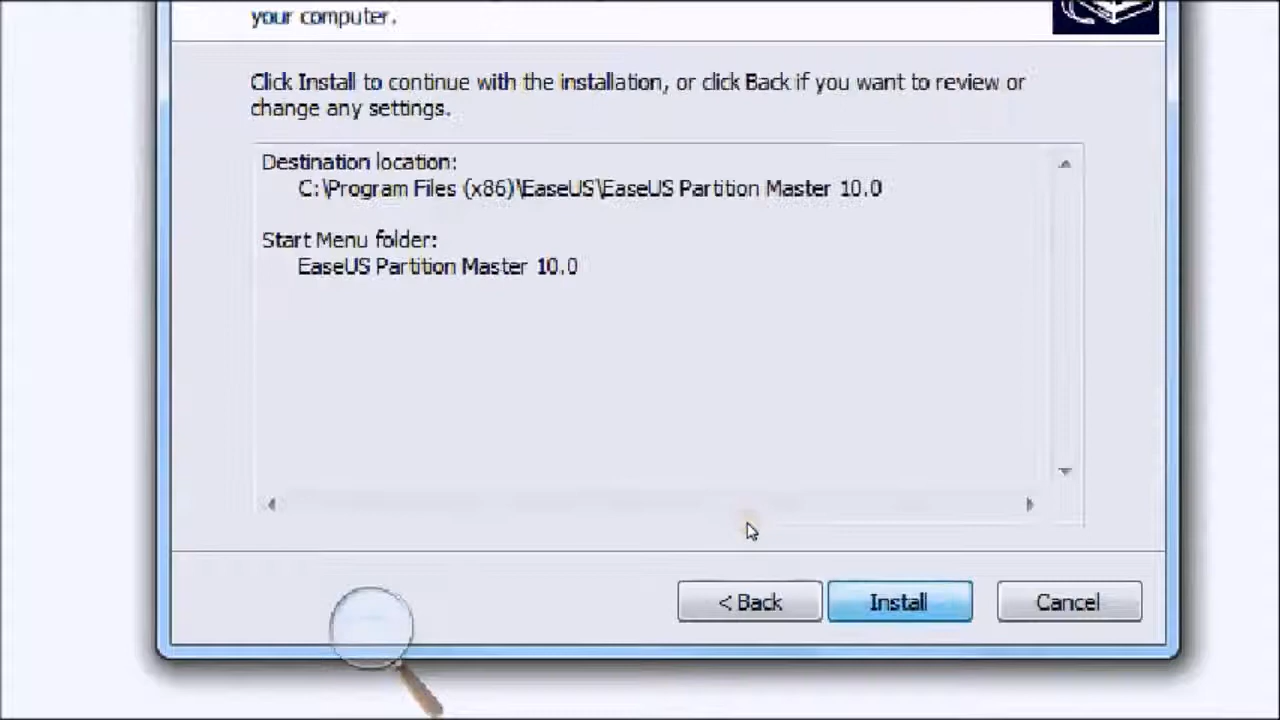 your computer.
Click Install to continue with the installation, or click Back if you want to review or
change any settings.
Destination location:
C:\Program Files (x86)\EaseUS\EaseUS Partition Master 10.0
Start Menu folder:
EaseUS Partition Master 10.0
< Back
Install
Cancel